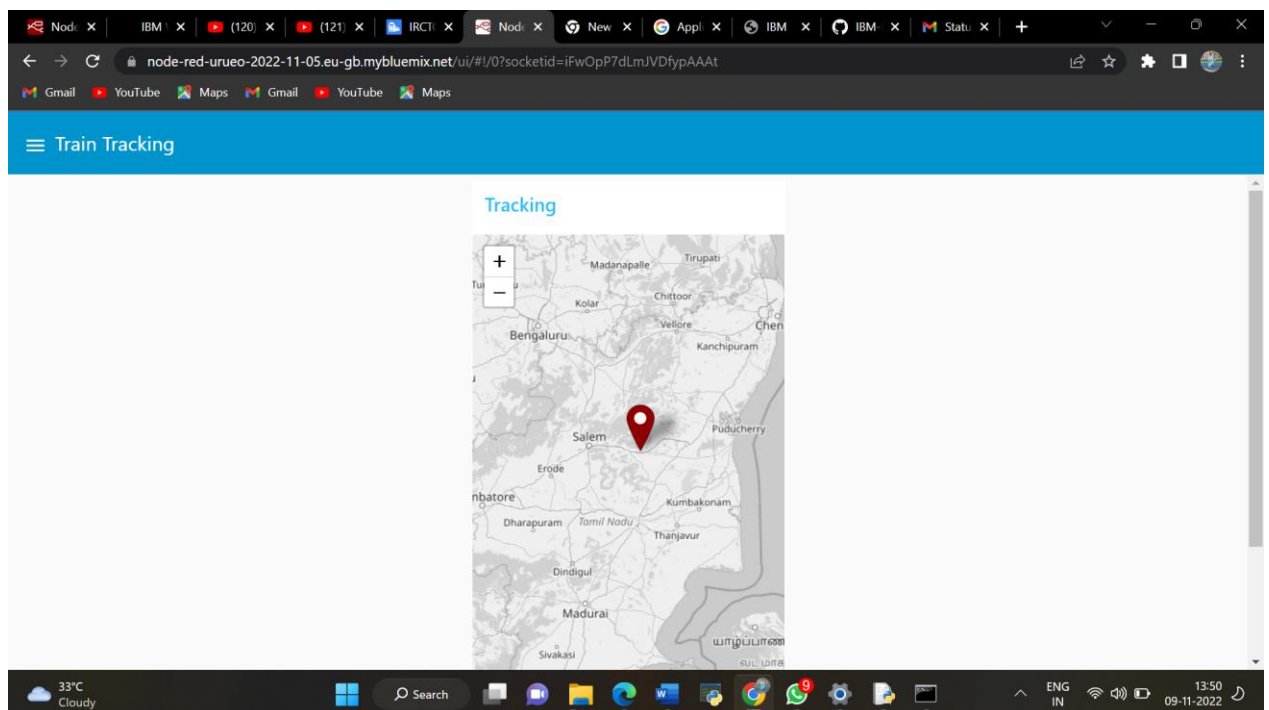 Node
IBM
(120)
(121)
IRCTC
Node
New
Appli
IBM
IBM-
Statu
node-red-urueo-2022-11-05.eu-gb.mybluemix.net/ui/#!/0?socketid=iFwOpP7dLmJVDfypAAAt
Gmail YouTube Maps Gmail YouTube Maps
Train Tracking
Tracking
+
−
Madanapalle
Tirupati
Kolar
Chittoor
Vellore
Chen
Bengaluru
Kanchipuram
Salem
Puducherry
Erode
nbatore
Kumbakonam
Dharapuram
Tamil Nadu
Thanjavur
Dindigul
Madurai
Sivakasi
33°C
Cloudy
Search
9
ENG
IN
13:50
09-11-2022